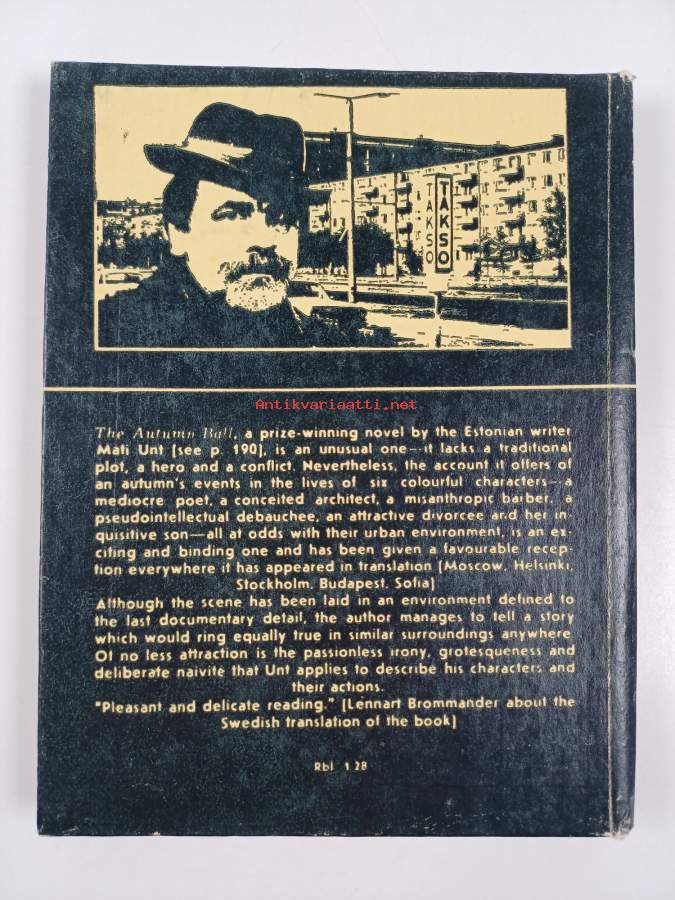 TAKSO
TAKSO
Antikvariaatti.net
The Autumn Ball, a prize-winning novel by the Estonian writer
Mati Unt [see p. 190], is an unusual one—it lacks a traditional
plot, a hero and a conflict. Nevertheless, the account it offers of
an autumn's events in the lives of six colourful characters—a
mediocre poet, a conceited architect, a misanthropic barber, a
pseudointellectual debauchee, an attractive divorcee and her in-
quisitive son—all at odds with their urban environment, is an ex-
citing and binding one and has been given a favourable recep-
tion everywhere it has appeared in translation [Moscow, Helsinki,
Stockholm, Budapest, Sofia]
Although the scene has been laid in an environment defined to
the last documentary detail, the author manages to tell a story
which would ring equally true in similar surroundings anywhere
Of no less attraction is the passionless irony, grotesqueness and
deliberate naivite that Unt applies to describe his characters and
their actions.
"Pleasant and delicate reading." [Lennart Brommander about the
Swedish translation of the book]
Rbl 1.28